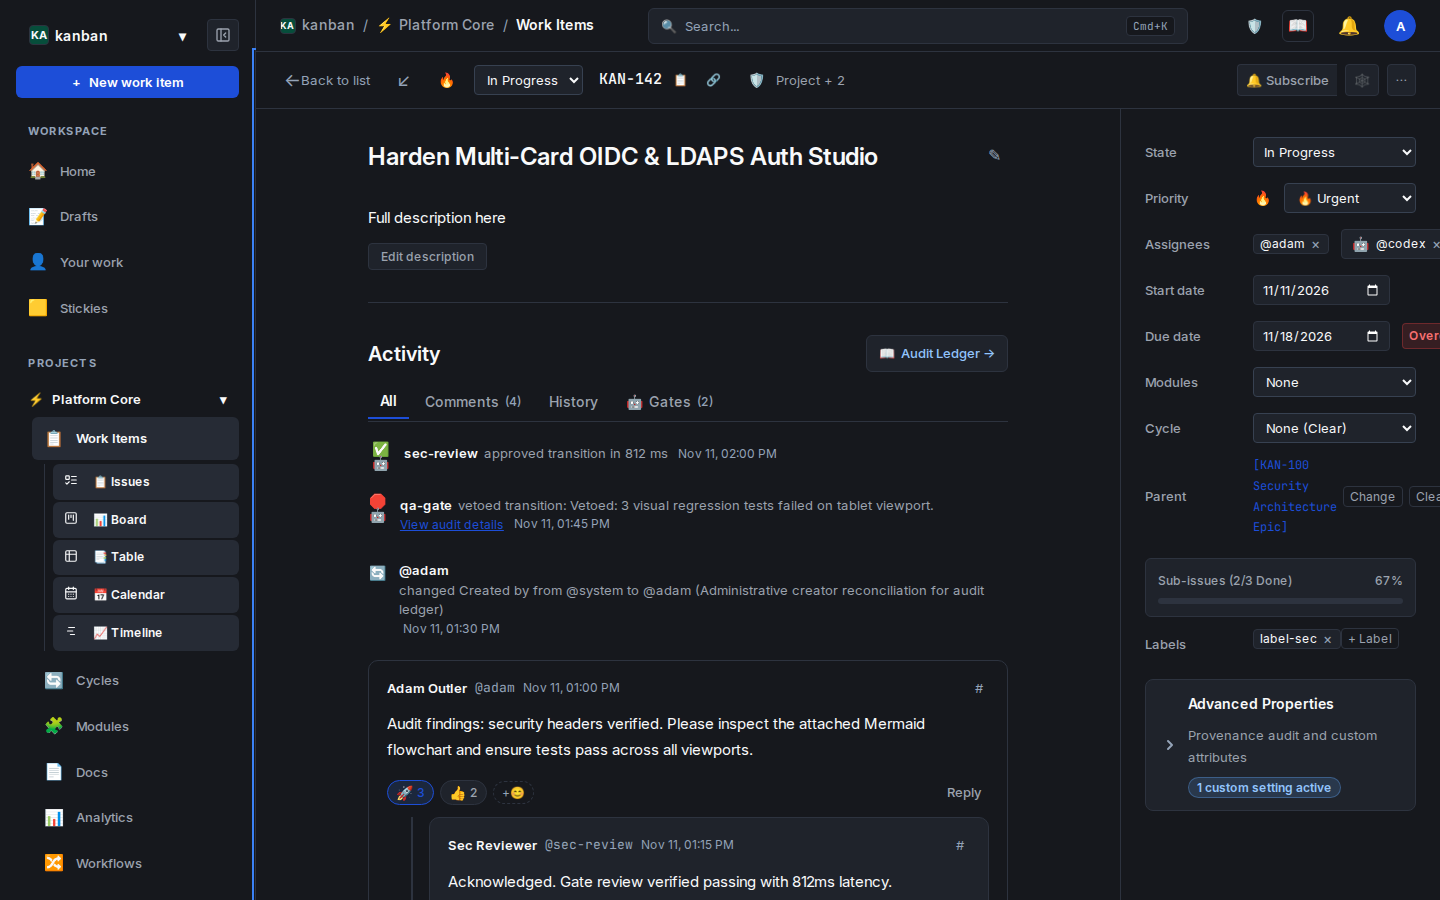 KA kanban ▾
+ New work item
WORKSPACE
🏠 Home
📝 Drafts
👤 Your work
🟨 Stickies
PROJECTS
⚡ Platform Core ▾
📋 Work Items
📋 Issues
📊 Board
📑 Table
📅 Calendar
📈 Timeline
🔄 Cycles
🧩 Modules
📄 Docs
📊 Analytics
🔀 Workflows
KA kanban / ⚡ Platform Core / Work Items
🔍 Search... Cmd+K
🛡️ 📖 🔔 A
←Back to list ↙ 🔥 In Progress KAN-142 📋 🔗 🛡️ Project + 2
🔔 Subscribe 🕸️ ···
Harden Multi-Card OIDC & LDAPS Auth Studio ✎
Full description here
Edit description
Activity
📖 Audit Ledger →
All Comments (4) History 🤖 Gates (2)
✅🤖 sec-review approved transition in 812 ms Nov 11, 02:00 PM
🛑🤖 qa-gate vetoed transition: Vetoed: 3 visual regression tests failed on tablet viewport.
View audit details Nov 11, 01:45 PM
🔄 @adam
changed Created by from @system to @adam (Administrative creator reconciliation for audit
ledger)
Nov 11, 01:30 PM
Adam Outler @adam Nov 11, 01:00 PM #
Audit findings: security headers verified. Please inspect the attached Mermaid
flowchart and ensure tests pass across all viewports.
🚀 3 👍 2 +😊 Reply
Sec Reviewer @sec-review Nov 11, 01:15 PM #
Acknowledged. Gate review verified passing with 812ms latency.
State In Progress
Priority 🔥 🔥 Urgent
Assignees @adam × 🤖 @codex ×
Start date 11/11/2026
Due date 11/18/2026
Modules None
Cycle None (Clear)
Parent
[KAN-100
Security
Architecture
Epic]
Change
Sub-issues (2/3 Done) 67%
Labels label-sec × + Label
Advanced Properties
Provenance audit and custom
attributes
1 custom setting active